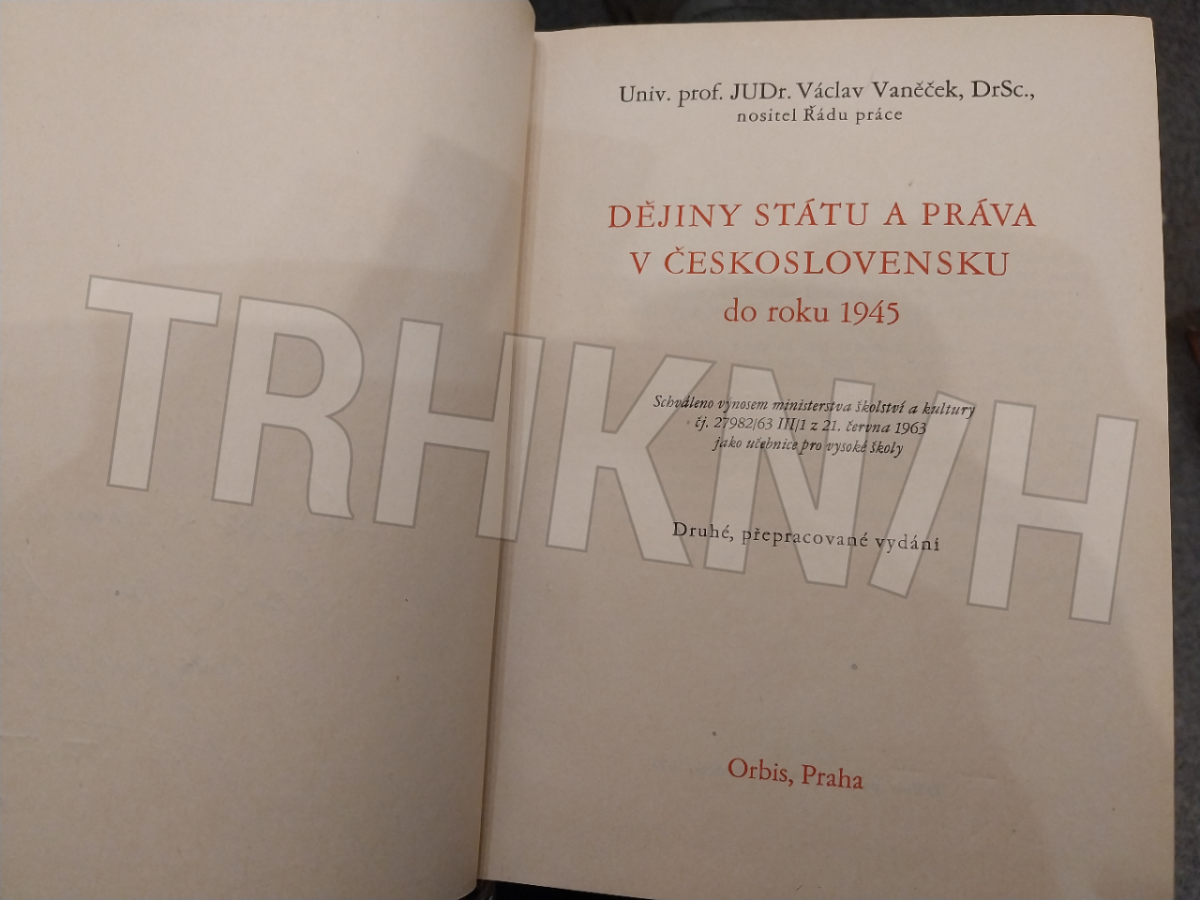 Univ. prof. JUDr. Václav Vaněček, DrSc.,
nositel Řádu práce
DĚJINY STÁTU A PRÁVA
V ČESKOSLOVENSKU
do roku 1945
Schváleno výnosem ministerstva školství a kultury
čj. 27982/63 III/1 z 21. června 1963
jako učebnice pro vysoké školy
TRHKN/H
Druhé, přepracované vydání
Orbis, Praha